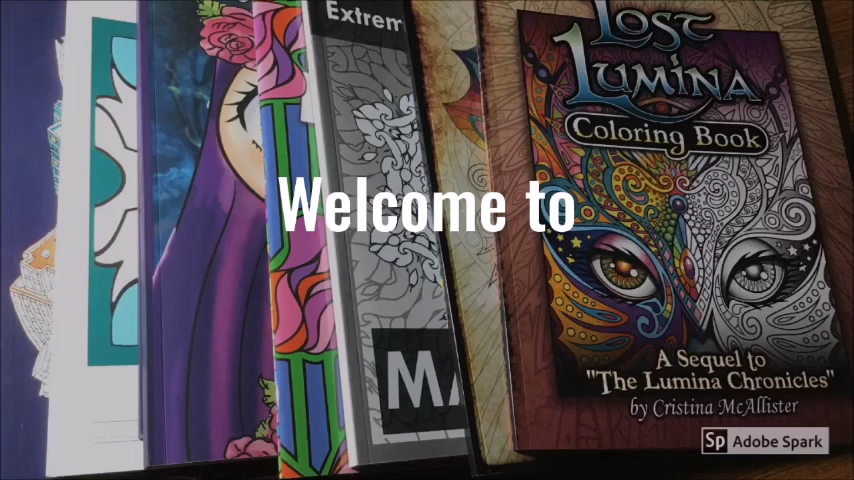 Extrem
Lost
Lumina
Coloring Book
Welcome to
A Sequel to
"The Lumina Chronicles"
by Cristina McAllister
MA
Sp Adobe Spark